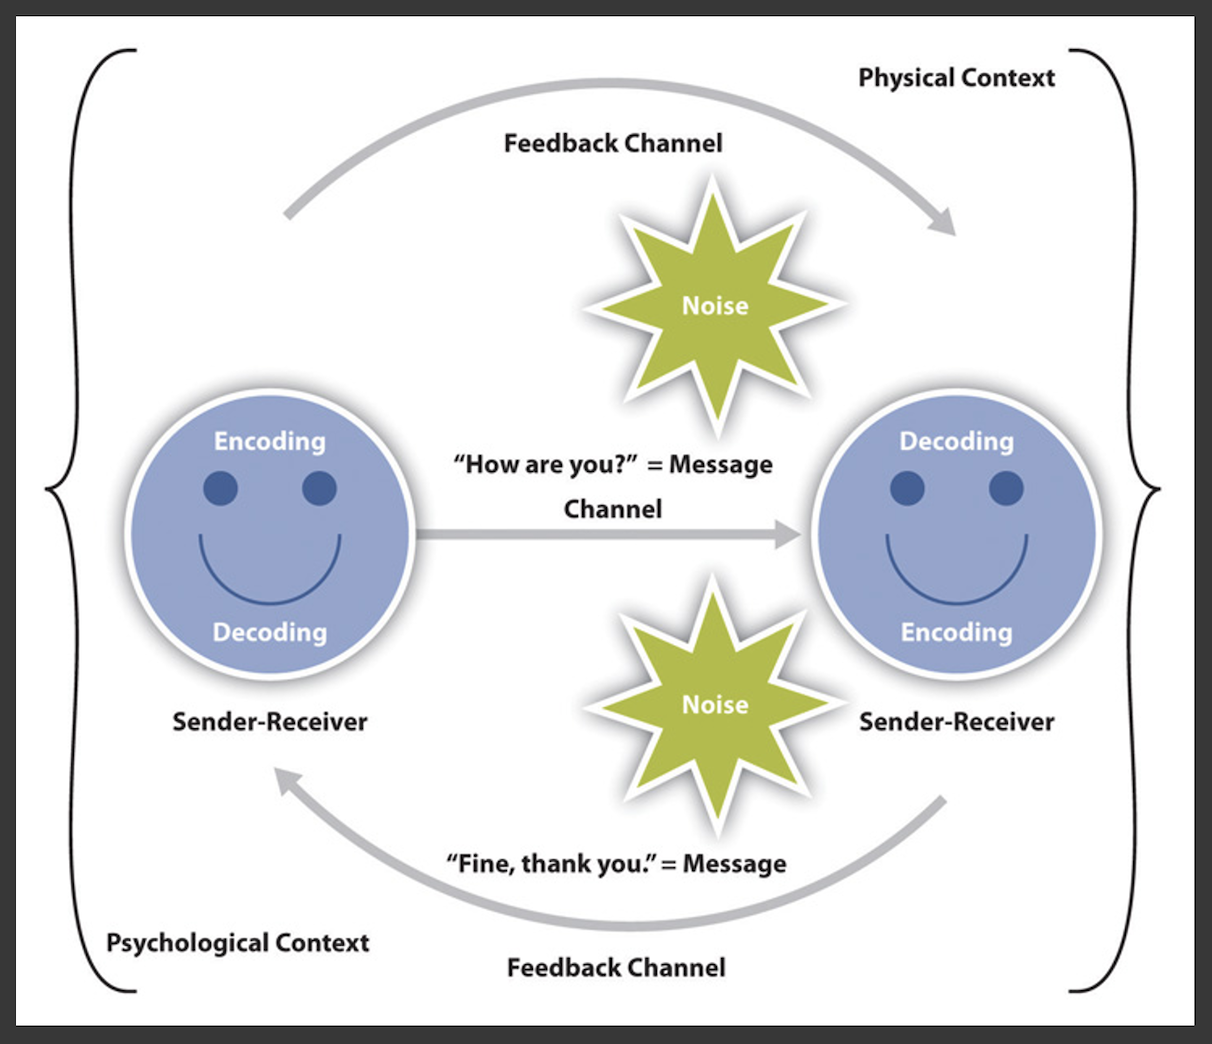 Physical Context
Feedback Channel
Noise
Encoding
Decoding
“How are you?” = Message
Channel
Decoding
Encoding
Noise
Sender-Receiver
Sender-Receiver
“Fine, thank you.” = Message
Psychological Context
Feedback Channel